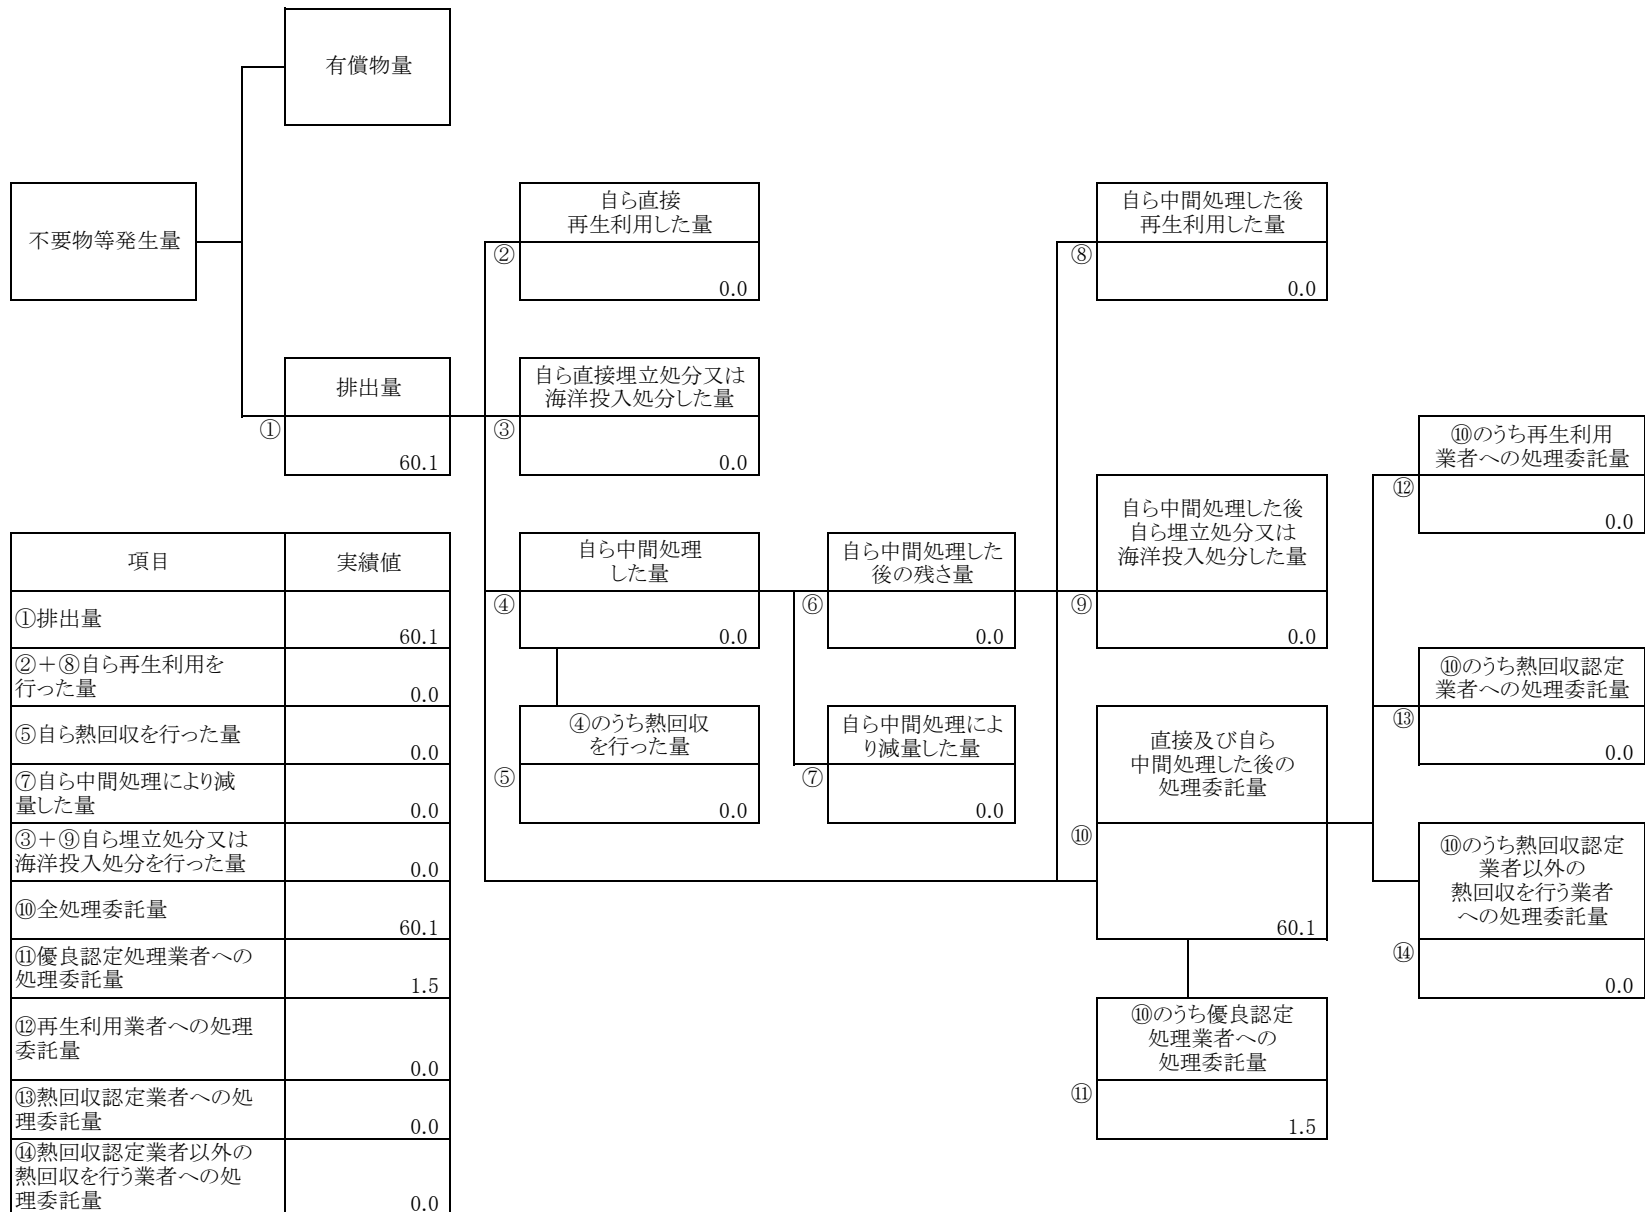 有償物量
不要物等発生量
自ら直接
再生利用した量
②
0.0
自ら中間処理した後
再生利用した量
⑧
0.0
排出量
①
60.1
自ら直接埋立処分又は
海洋投入処分した量
③
0.0
自ら中間処理
した量
④
0.0
自ら中間処理した
後の残さ量
⑥
0.0
自ら中間処理した後
自ら埋立処分又は
海洋投入処分した量
⑨
0.0
④のうち熱回収
を行った量
⑤
0.0
自ら中間処理によ
り減量した量
⑦
0.0
直接及び自ら
中間処理した後の
処理委託量
⑩
60.1
⑩のうち優良認定
処理業者への
処理委託量
⑪
1.5
⑩のうち再生利用
業者への処理委託量
⑫
0.0
⑩のうち熱回収認定
業者への処理委託量
⑬
0.0
⑩のうち熱回収認定
業者以外の
熱回収を行う業者
への処理委託量
⑭
0.0
項目 実績値
①排出量
60.1
②＋⑧自ら再生利用を
行った量
0.0
⑤自ら熱回収を行った量
0.0
⑦自ら中間処理により減
量した量
0.0
③＋⑨自ら埋立処分又は
海洋投入処分を行った量
0.0
⑩全処理委託量
60.1
⑪優良認定処理業者への
処理委託量
1.5
⑫再生利用業者への処理
委託量
0.0
⑬熱回収認定業者への処
理委託量
0.0
⑭熱回収認定業者以外の
熱回収を行う業者への処
理委託量
0.0